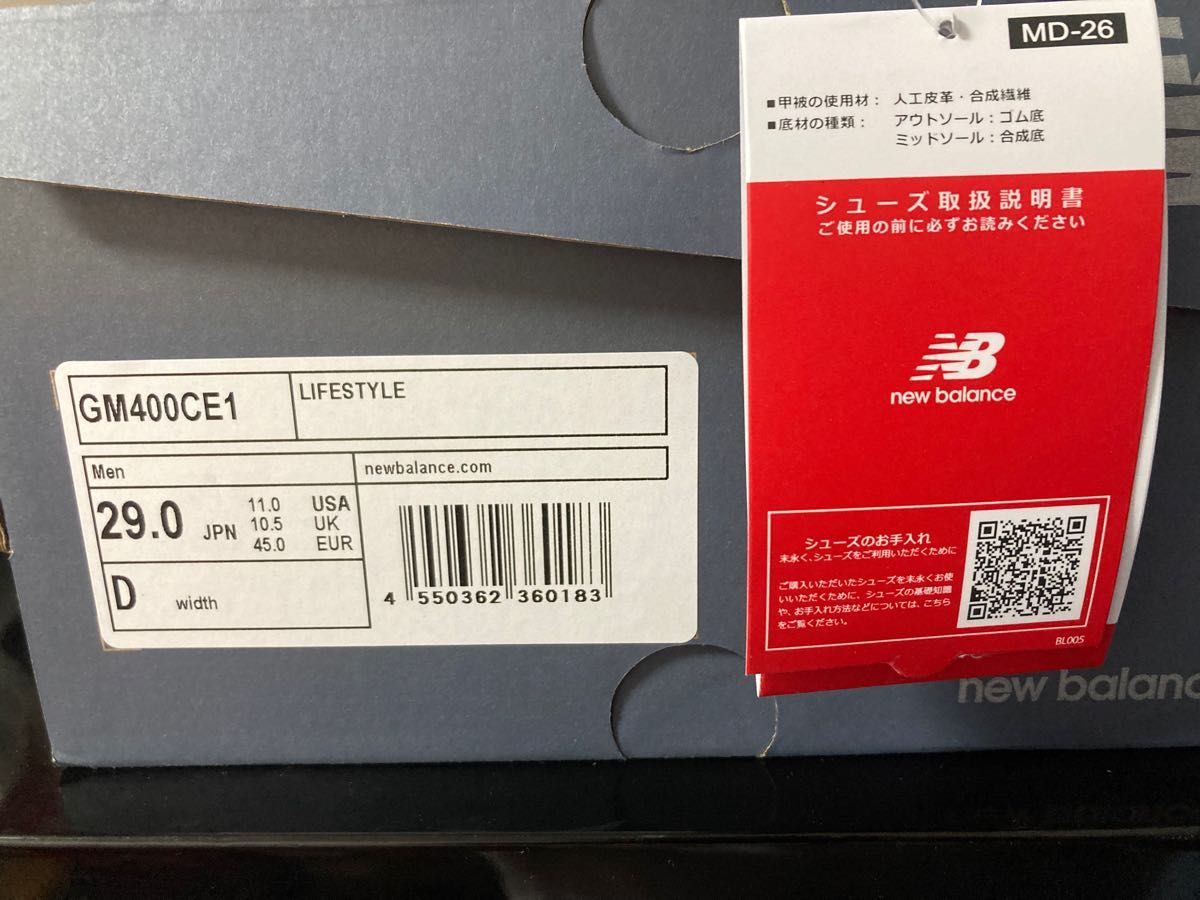 GM400CE1
LIFESTYLE
Men
newbalance.com
29.0 JPN
11.0 USA
10.5 UK
45.0 EUR
D width
4 550362 360183
MD-26
■甲被の使用材： 人工皮革・合成繊維
■底材の種類： アウトソール：ゴム底
ミッドソール：合成底
シューズ取扱説明書
ご使用の前に必ずお読みください
new balance
シューズのお手入れ
末永く、シューズをご利用いただくために
ご購入いただいたシューズを末永くお使
いいただくために、シューズの基礎知識
や、お手入れ方法などについては、こちら
をご覧ください。
BL005
new balanc